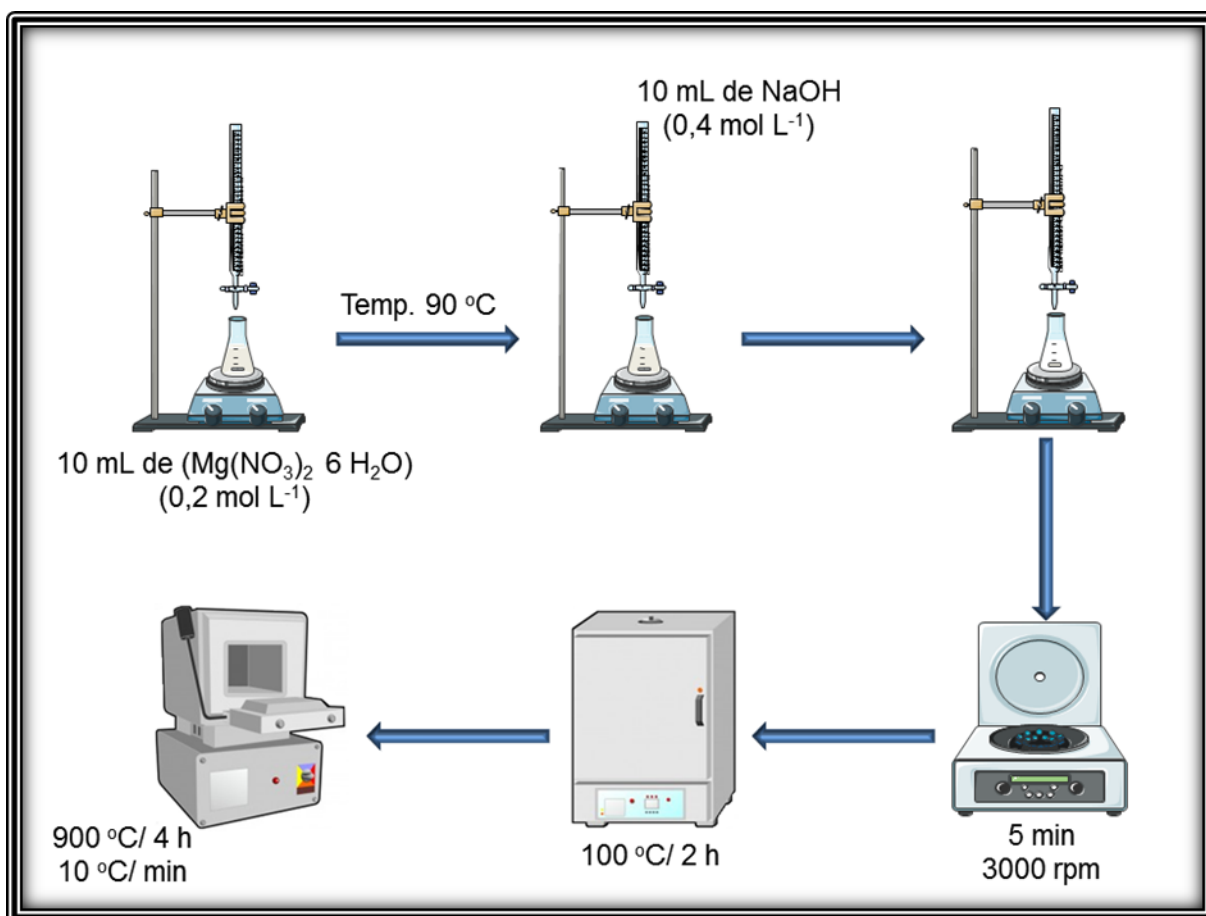 10 mL de NaOH
(0,4 mol L⁻¹)
Temp. 90 ºC
10 mL de (Mg(NO₃)₂ 6 H₂O)
(0,2 mol L⁻¹)
5 min
3000 rpm
100 ºC/ 2 h
900 ºC/ 4 h
10 ºC/ min